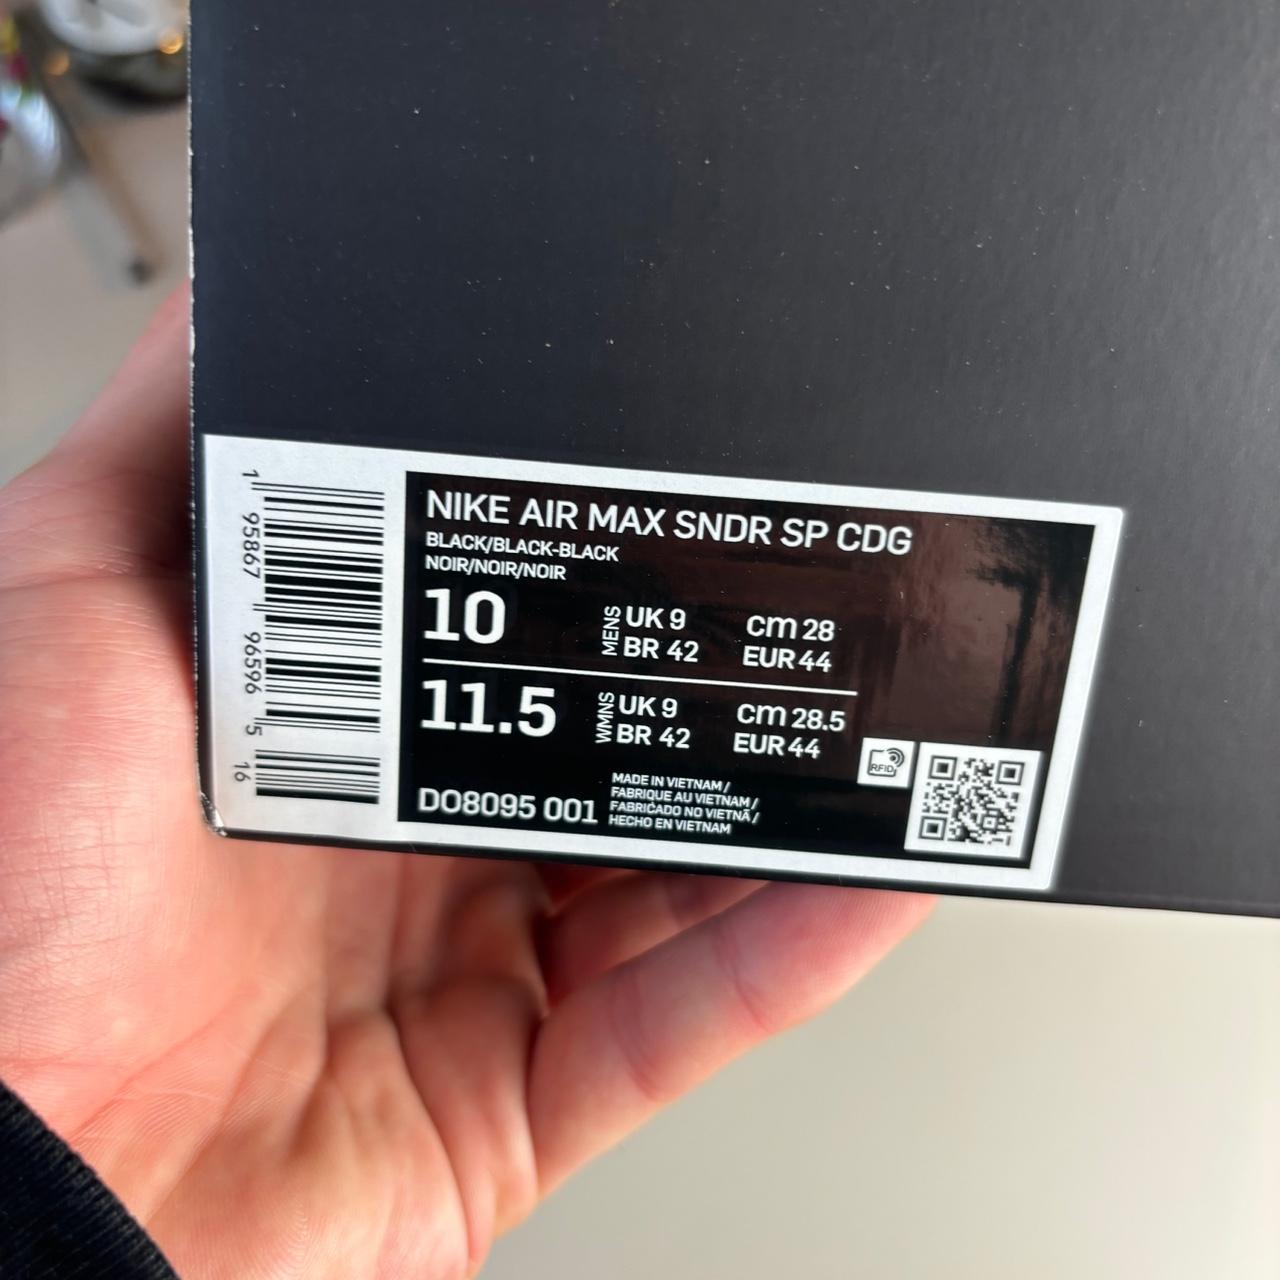 NIKE AIR MAX SNDR SP CDG
BLACK/BLACK-BLACK
NOIR/NOIR/NOIR
10
MENS
UK 9
BR 42
cm 28
EUR 44
11.5
WMNS
UK 9
BR 42
cm 28.5
EUR 44
DO8095 001
MADE IN VIETNAM /
FABRIQUE AU VIETNAM /
FABRICADO NO VIETNÃ /
HECHO EN VIETNAM
RFID
1 95867 96596 5 16